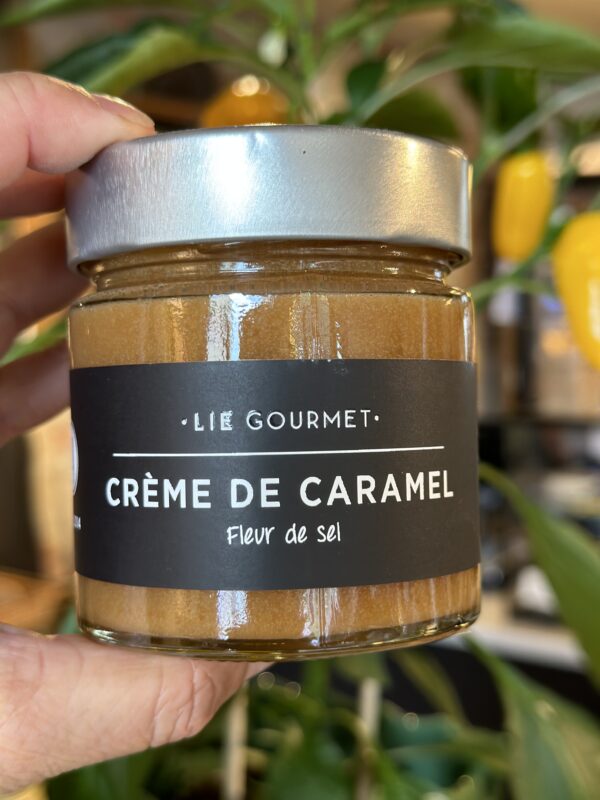 ·LIE GOURMET·
CRÈME DE CARAMEL
Fleur de sel